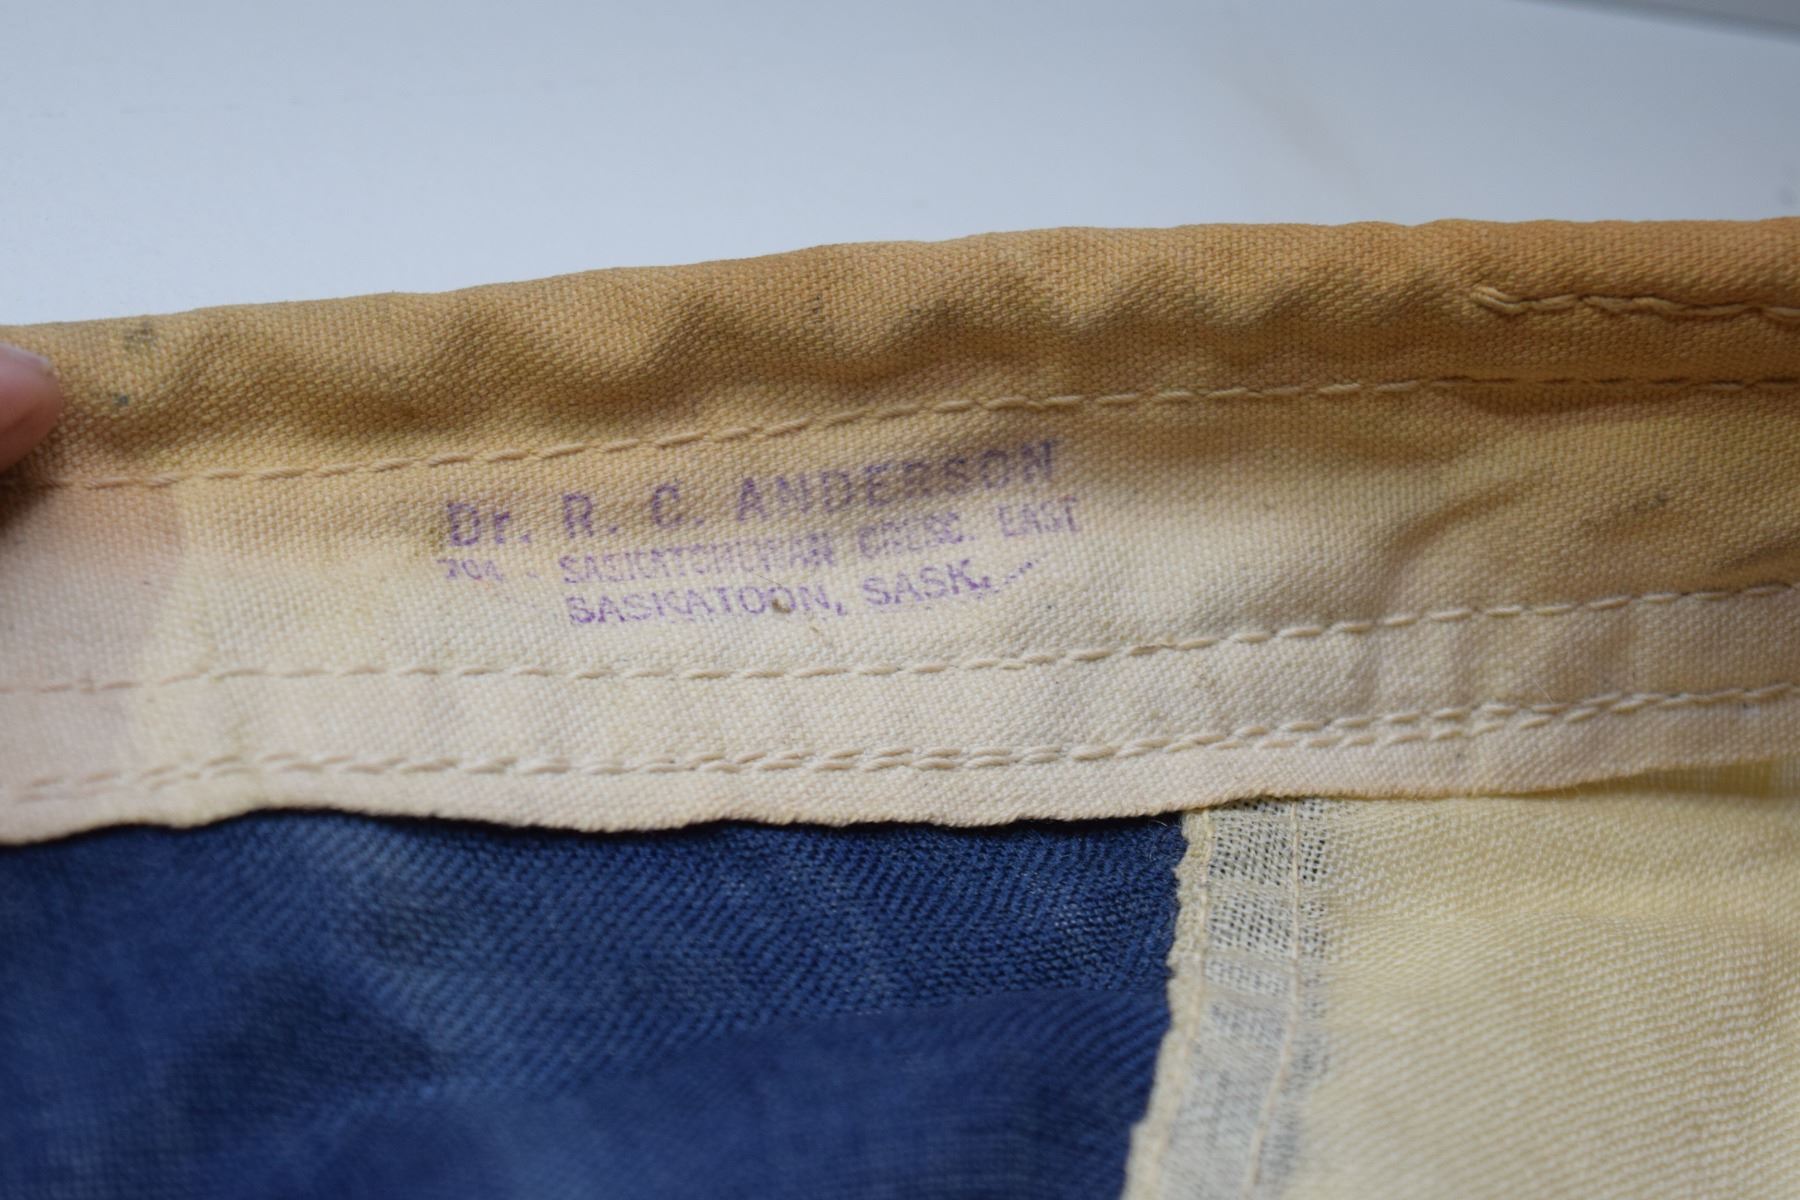 Dr. R. C. ANDERSON
704 - SASKATCHEWAN CRESC. EAST
SASKATOON, SASK.